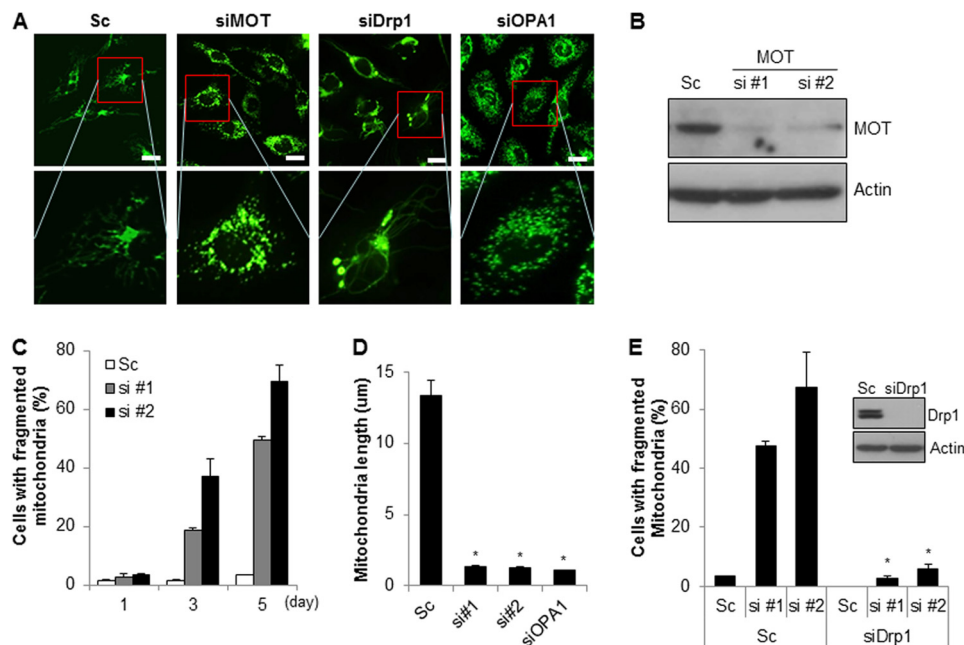 A
Sc
siMOT
siDrp1
siOPA1
B
MOT
Sc
si #1
si #2
MOT
Actin
C
Cells with fragmented
mitochondria (%)
80
60
40
20
0
Sc
si #1
si #2
1
3
5
(day)
D
Mitochondria length (um)
15
10
5
0
Sc
si#1
si#2
siOPA1
*
*
*
E
Cells with fragmented
Mitochondria (%)
80
60
40
20
0
Sc siDrp1
Drp1
Actin
*
*
Sc
si #1
si #2
Sc
si #1
si #2
Sc
siDrp1